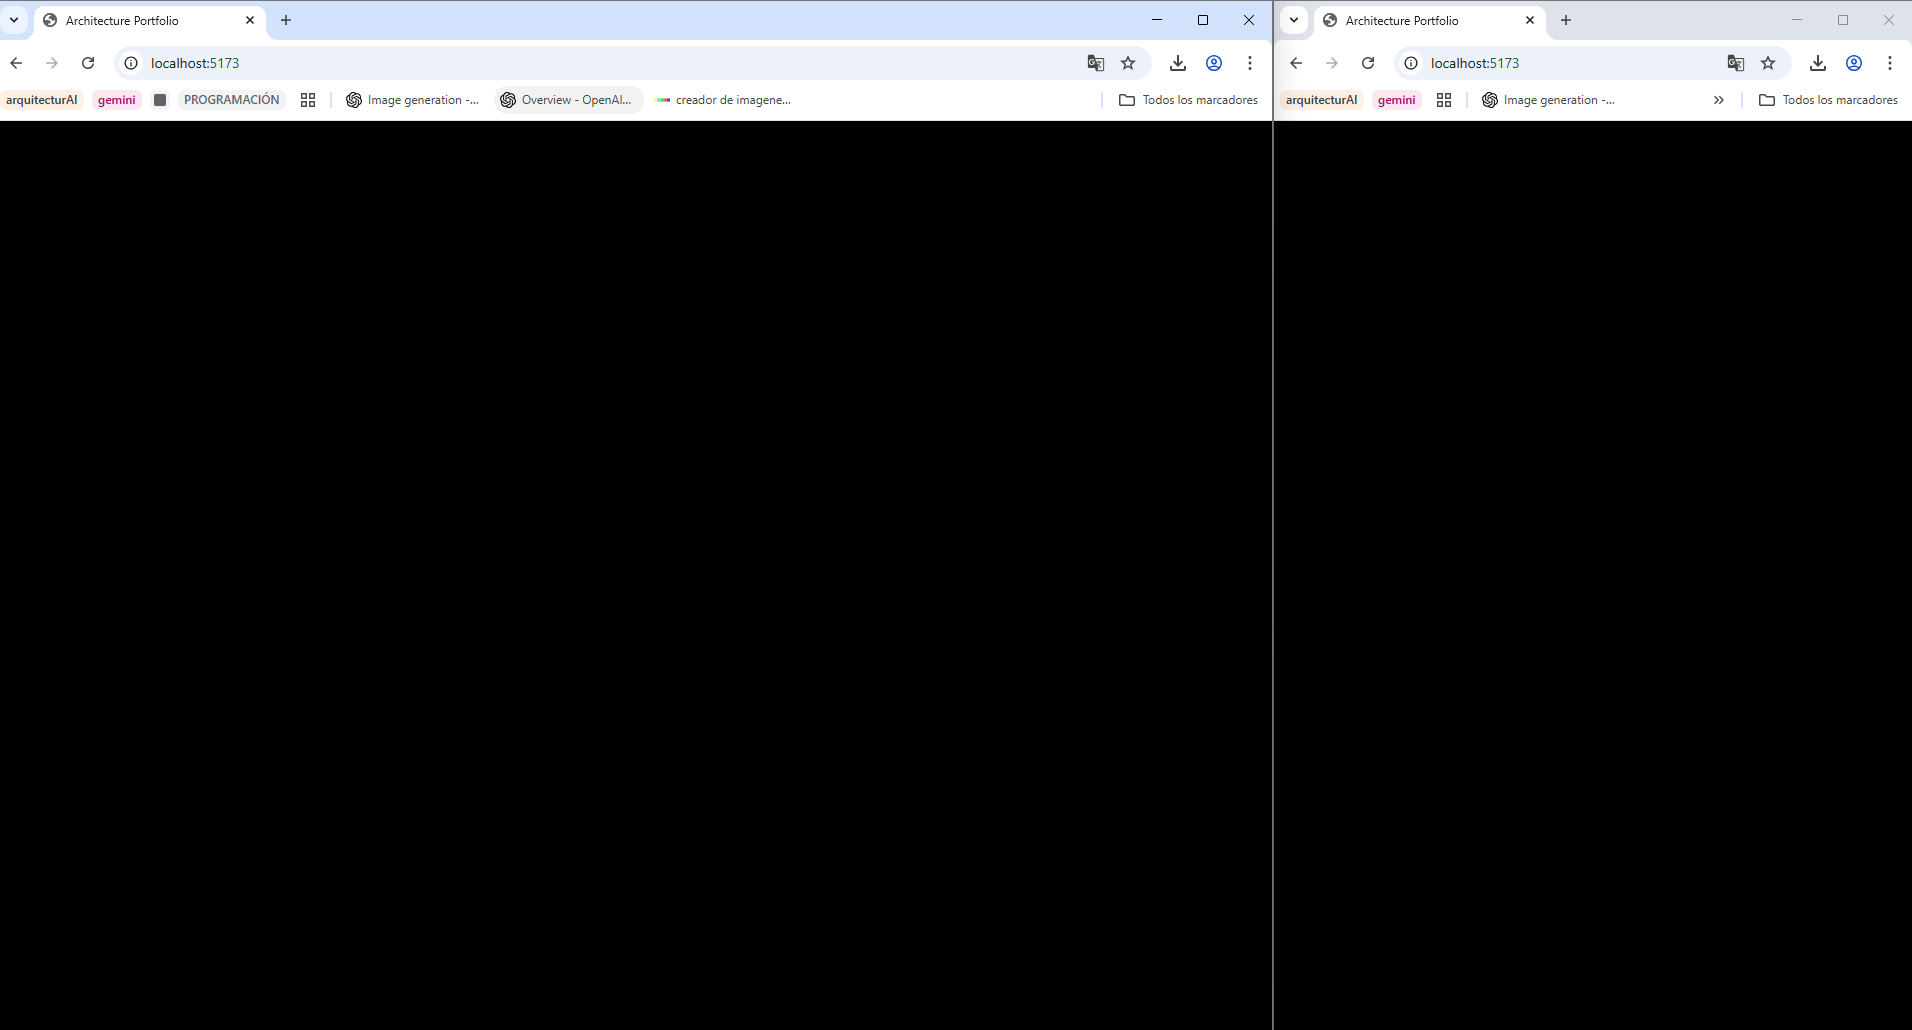 Architecture Portfolio
localhost:5173
arquitecturAI gemini PROGRAMACIÓN Image generation -... Overview - OpenAI... creador de imagene... Todos los marcadores
Architecture Portfolio
localhost:5173
arquitecturAI gemini Image generation -... Todos los marcadores